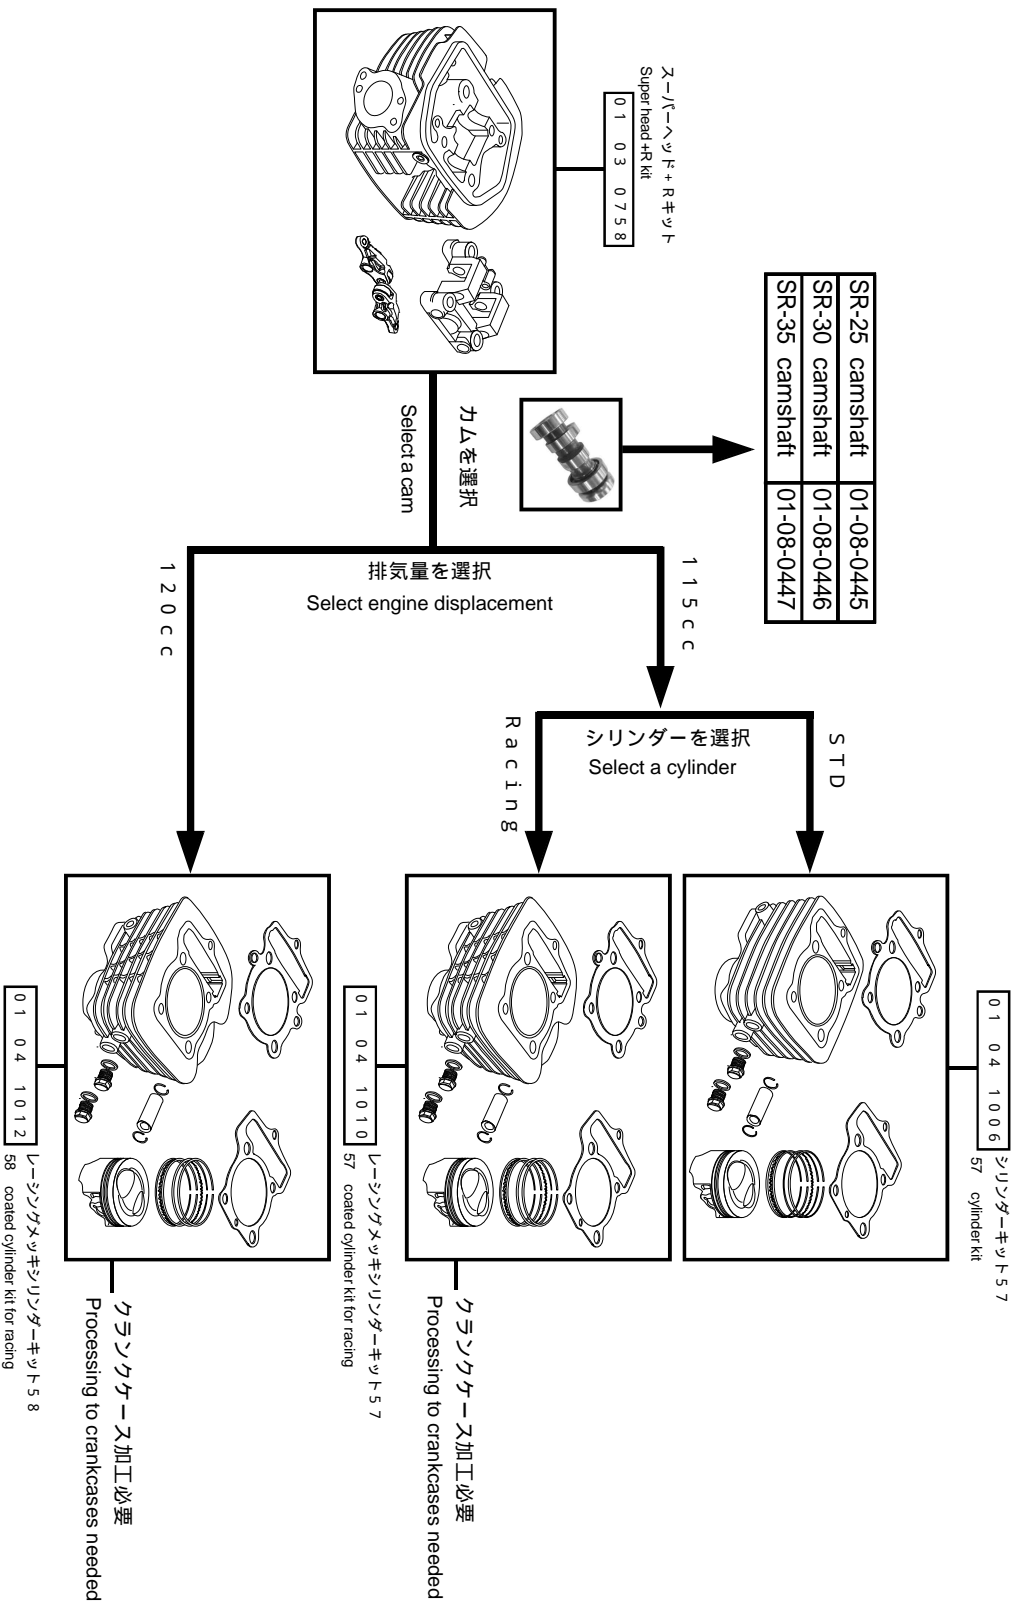 スーパーヘッド+Rキット
Super head +R kit
01 03 0758
SR-25 camshaft 01-08-0445
SR-30 camshaft 01-08-0446
SR-35 camshaft 01-08-0447
カムを選択
Select a cam
排気量を選択
Select engine displacement
115cc
120cc
シリンダーを選択
Select a cylinder
STD
Racing
01 04 1006
シリンダーキット57
57 cylinder kit
01 04 1010
レーシングメッキシリンダーキット57
57 coated cylinder kit for racing
クランクケース加工必要
Processing to crankcases needed
01 04 1012
レーシングメッキシリンダーキット58
58 coated cylinder kit for racing
クランクケース加工必要
Processing to crankcases needed